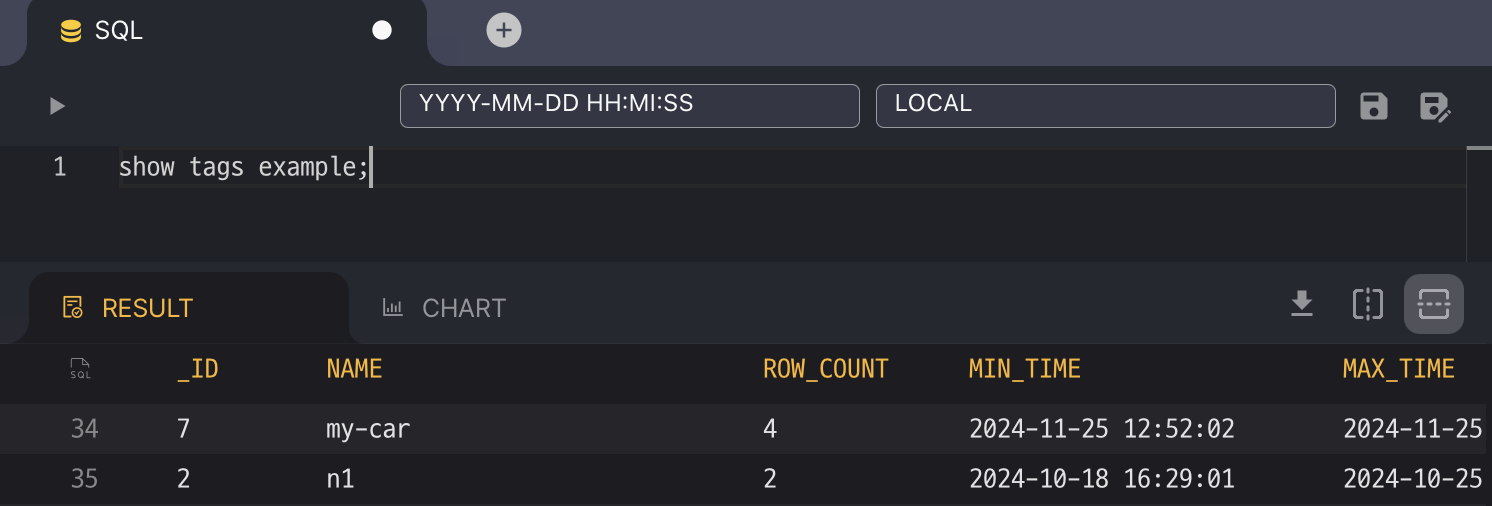 SQL
YYYY-MM-DD HH:MI:SS LOCAL
1 show tags example;
RESULT CHART
SQL _ID NAME ROW_COUNT MIN_TIME MAX_TIME
34 7 my-car 4 2024-11-25 12:52:02 2024-11-25
35 2 n1 2 2024-10-18 16:29:01 2024-10-25